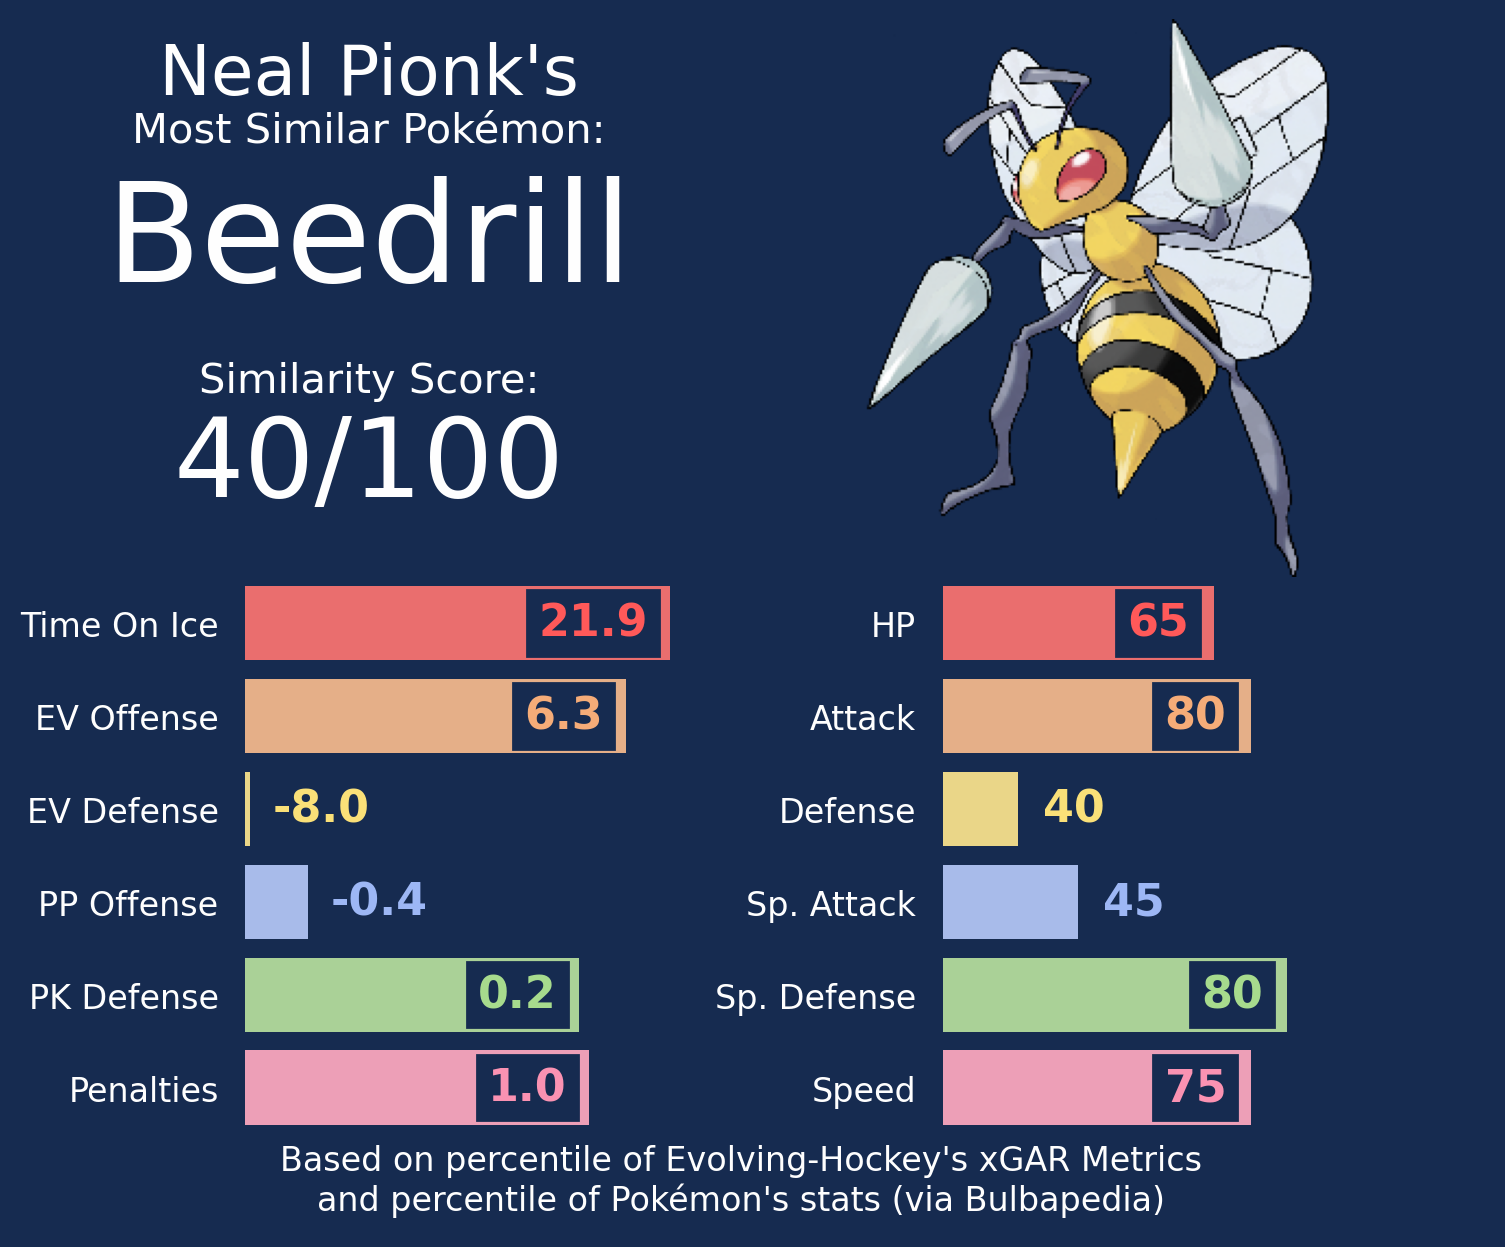 Neal Pionk's
Most Similar Pokémon:
Beedrill
Similarity Score:
40/100
Time On Ice 21.9
EV Offense 6.3
EV Defense -8.0
PP Offense -0.4
PK Defense 0.2
Penalties 1.0
HP 65
Attack 80
Defense 40
Sp. Attack 45
Sp. Defense 80
Speed 75
Based on percentile of Evolving-Hockey's xGAR Metrics
and percentile of Pokémon's stats (via Bulbapedia)